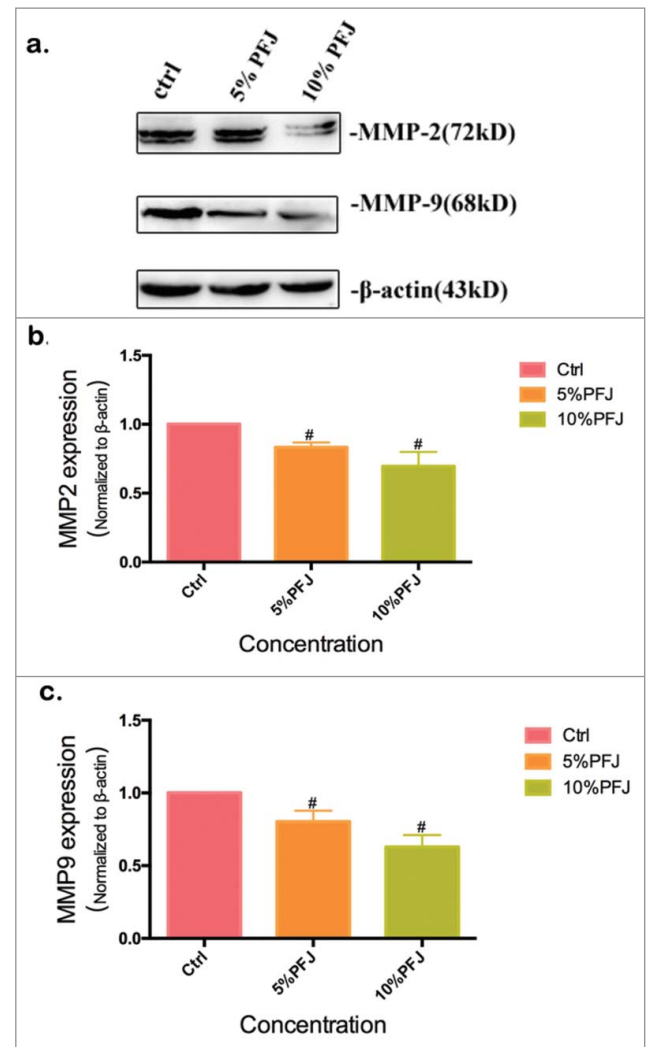 a.
ctrl
5% PFJ
10% PFJ
-MMP-2(72kD)
-MMP-9(68kD)
-β-actin(43kD)
b.
MMP2 expression
(Normalized to β-actin)
1.5
1.0
0.5
0.0
#
#
Ctrl
5%PFJ
10%PFJ
Concentration
Ctrl
5%PFJ
10%PFJ
c.
MMP9 expression
(Normalized to β-actin)
1.5
1.0
0.5
0.0
#
#
Ctrl
5%PFJ
10%PFJ
Concentration
Ctrl
5%PFJ
10%PFJ